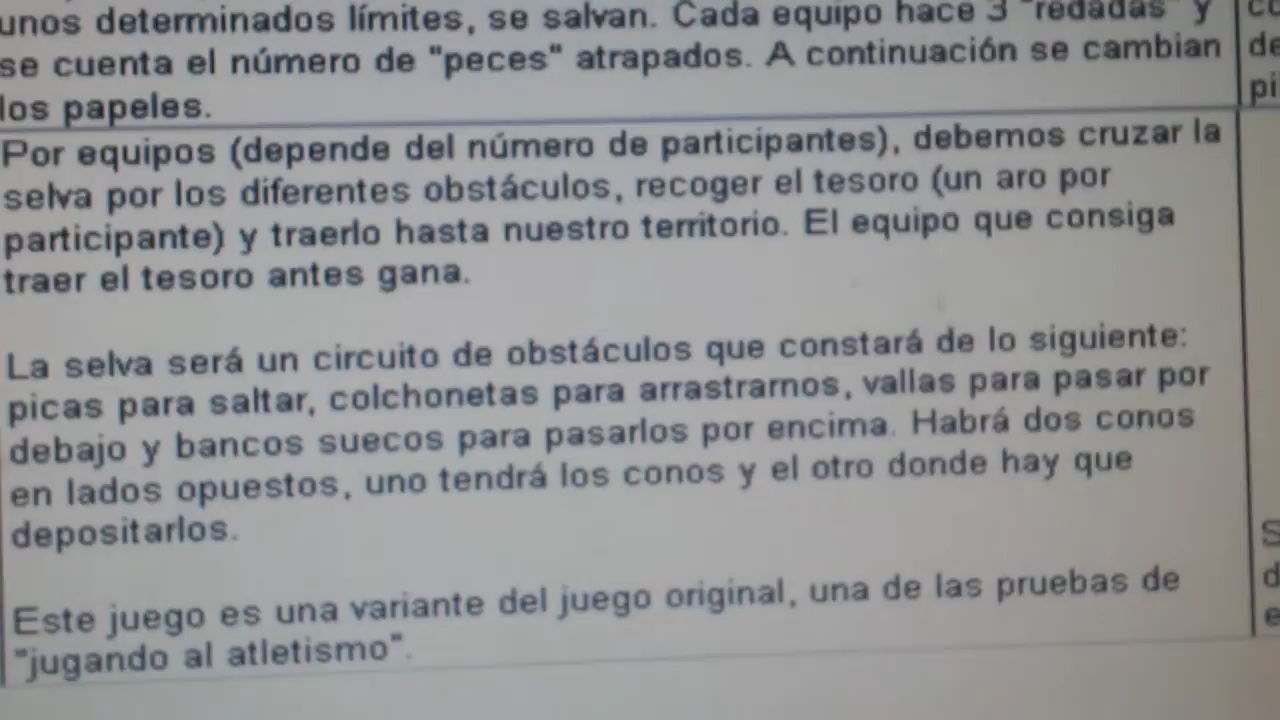 unos determinados límites, se salvan. Cada equipo hace 3 "redadas" y
se cuenta el número de "peces" atrapados. A continuación se cambian
los papeles.
Por equipos (depende del número de participantes), debemos cruzar la
selva por los diferentes obstáculos, recoger el tesoro (un aro por
participante) y traerlo hasta nuestro territorio. El equipo que consiga
traer el tesoro antes gana.
La selva será un circuito de obstáculos que constará de lo siguiente:
picas para saltar, colchonetas para arrastrarnos, vallas para pasar por
debajo y bancos suecos para pasarlos por encima. Habrá dos conos
en lados opuestos, uno tendrá los conos y el otro donde hay que
depositarlos.
Este juego es una variante del juego original, una de las pruebas de
"jugando al atletismo".